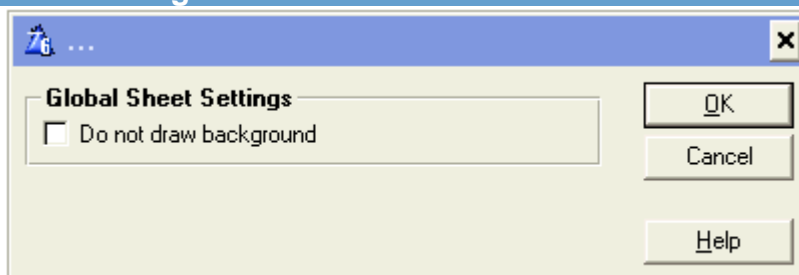 ...
Global Sheet Settings
Do not draw background
OK
Cancel
Help